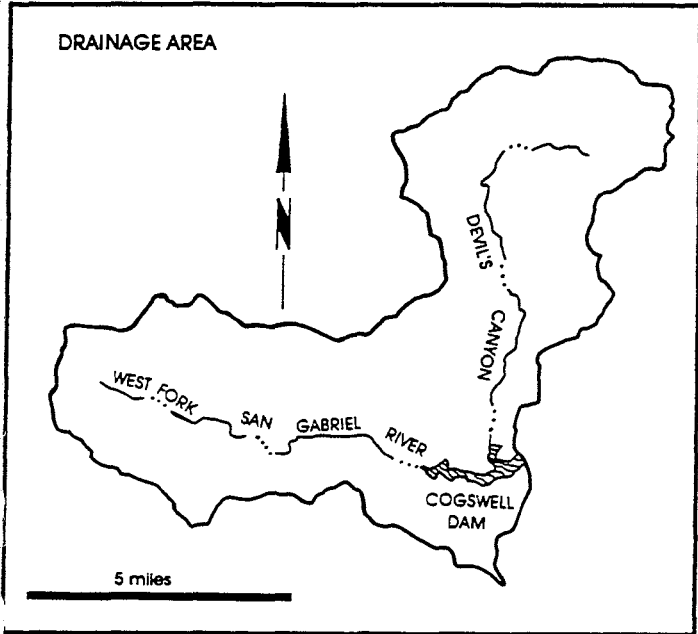 DRAINAGE AREA
N
DEVIL'S
CANYON
WEST FORK
SAN
GABRIEL
RIVER
COGSWELL
DAM
5 miles